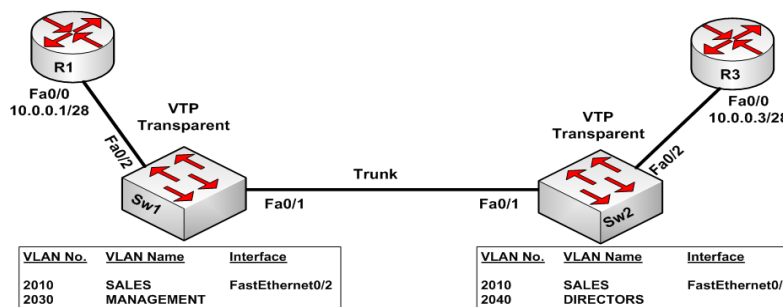 R1
R3
Fa0/0
10.0.0.1/28
VTP
Transparent
VTP
Transparent
Fa0/0
10.0.0.3/28
Fa0/2
Fa0/2
Trunk
Sw1
Fa0/1
Fa0/1
Sw2
VLAN No. VLAN Name Interface
2010 SALES FastEthernet0/2
2030 MANAGEMENT
VLAN No. VLAN Name Interface
2010 SALES
2040 DIRECTORS